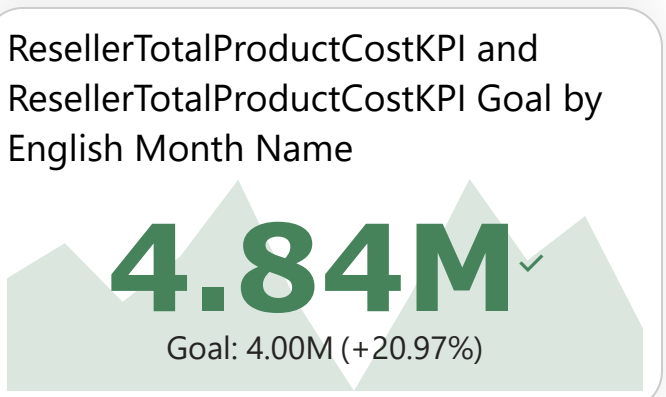 ResellerTotalProductCostKPI and
ResellerTotalProductCostKPI Goal by
English Month Name
4.84M
Goal: 4.00M (+20.97%)